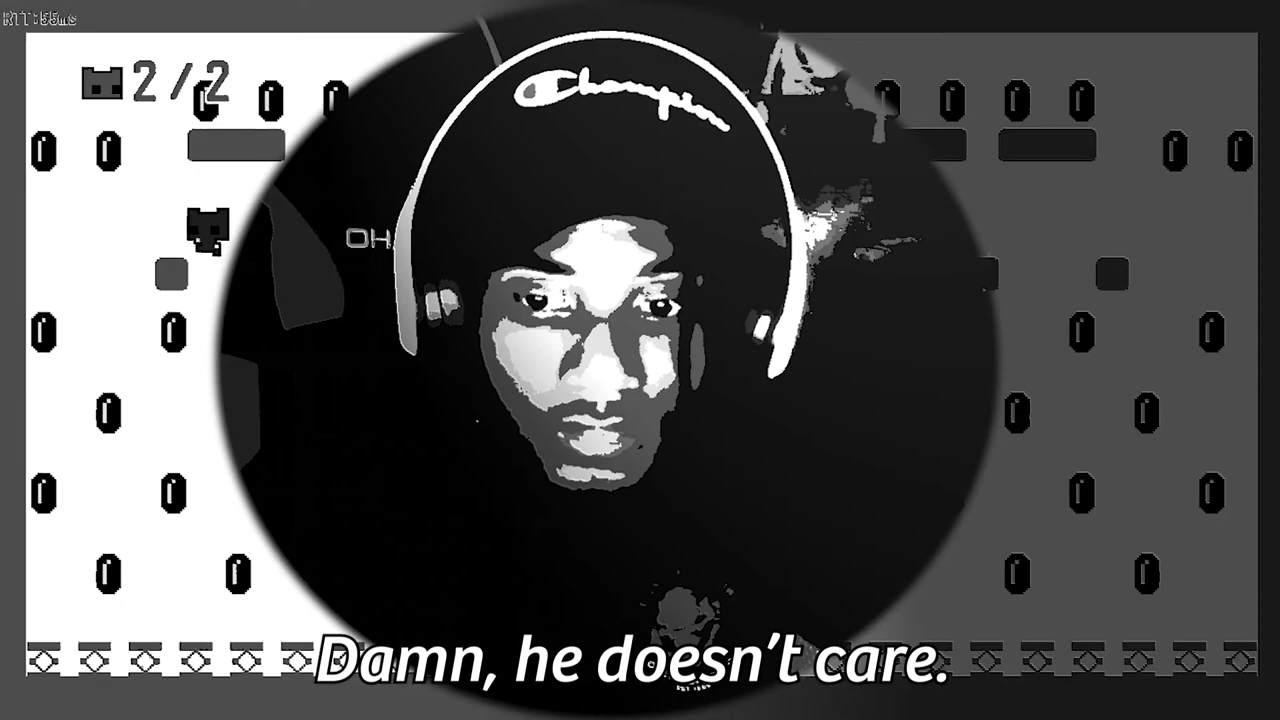 RTT:55ms
2/2
Champion
OH
Damn, he doesn't care.